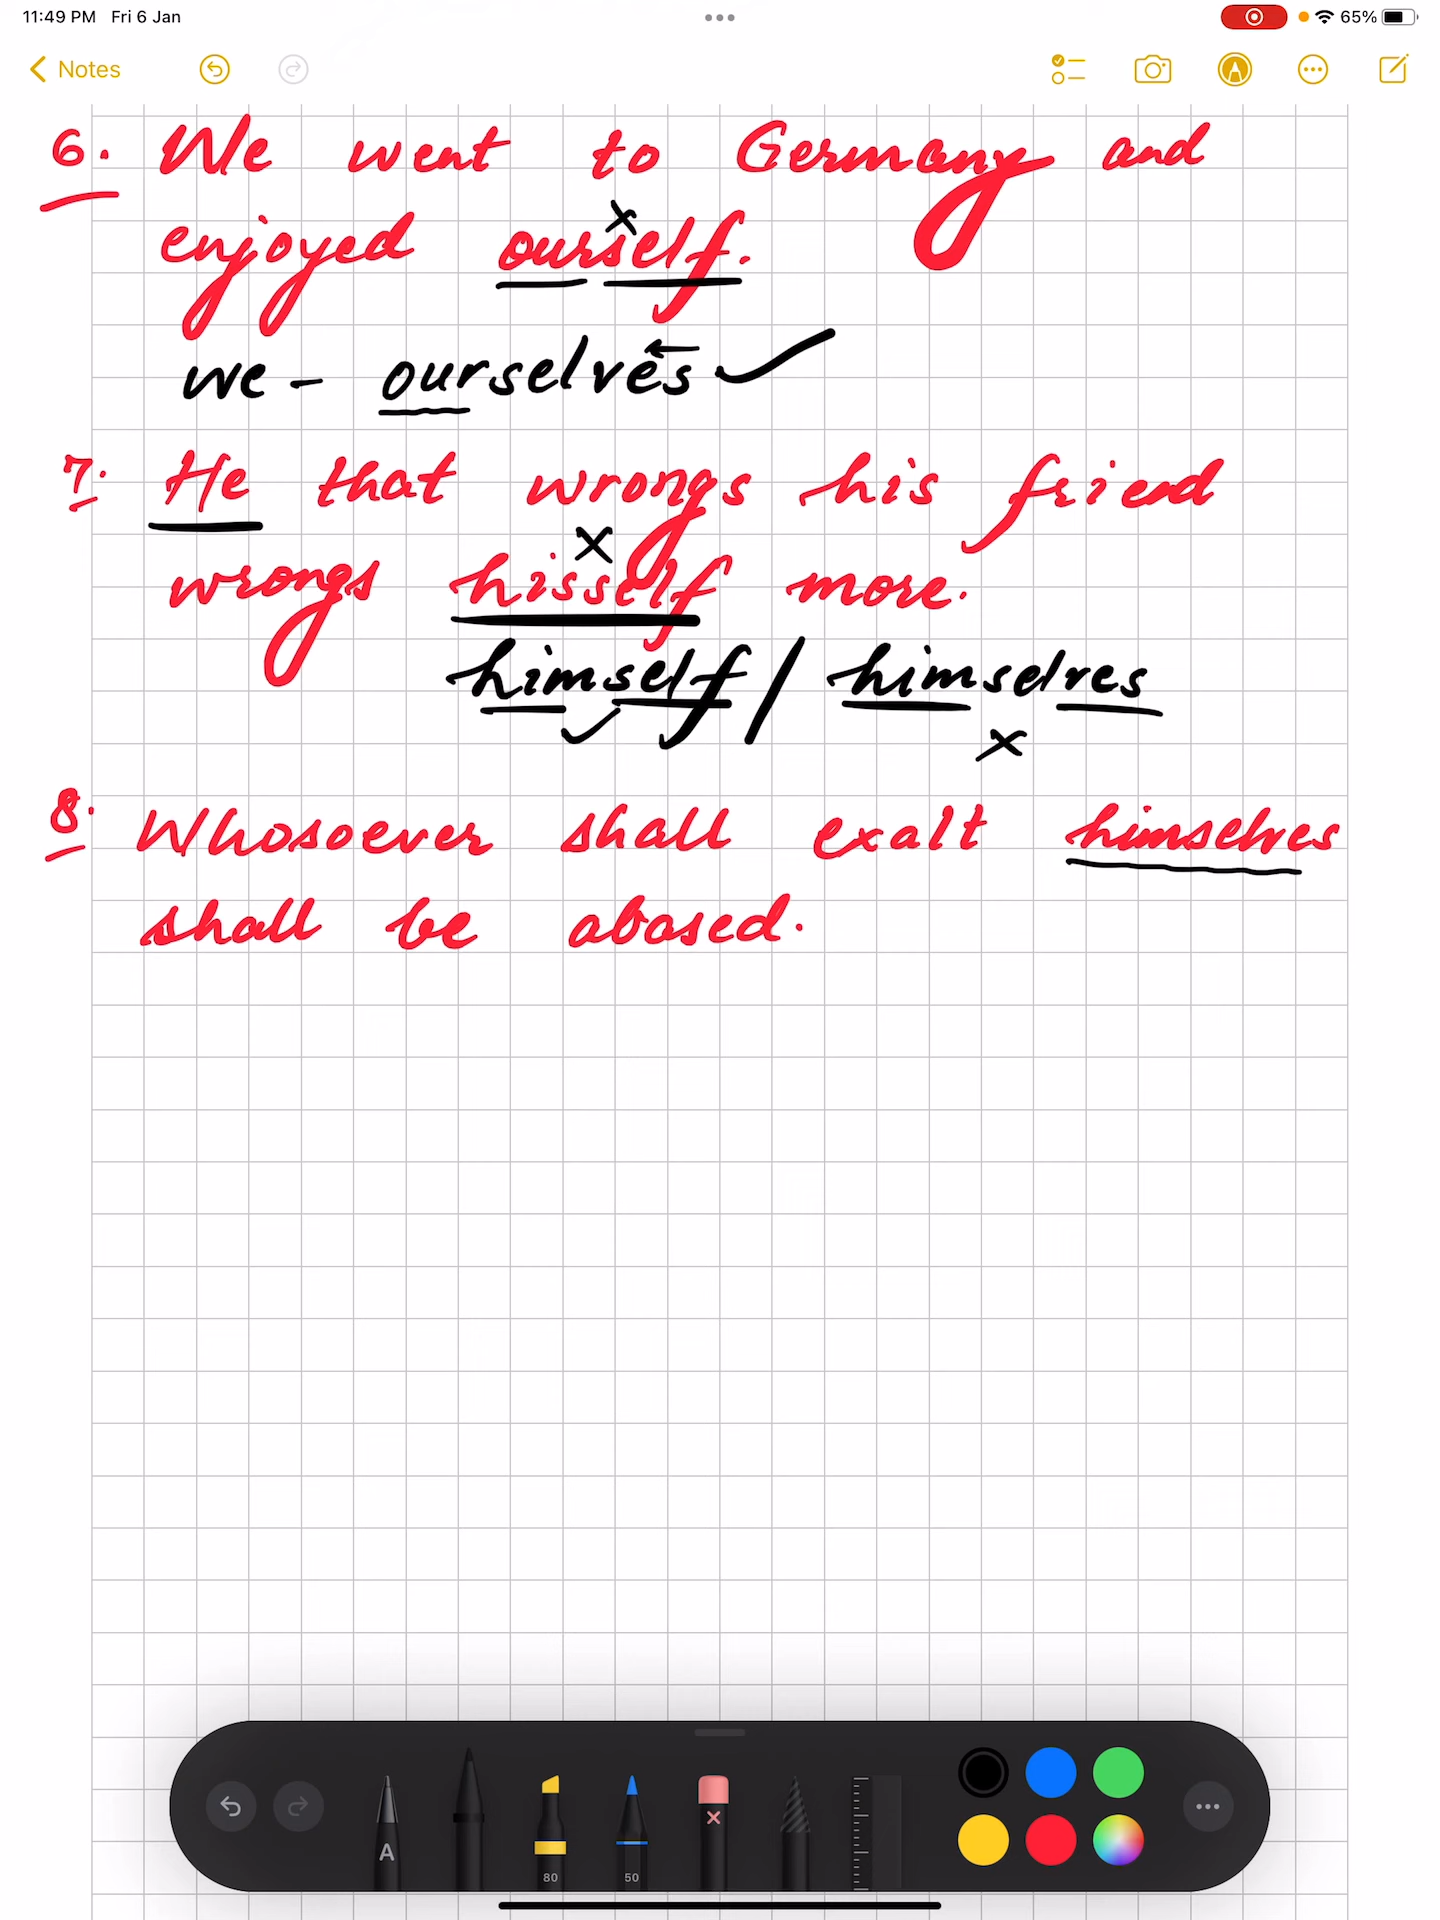 11:49 PM Fri 6 Jan
65%
Notes
6. We went to Germany and
x
enjoyed ourself.
we - ourselves ✓
7. He that wrongs his friend
x
wrongs hisself more.
himself / himselves
✓ x
8. Whosoever shall exalt himselves
shall be abased.
A
80
50